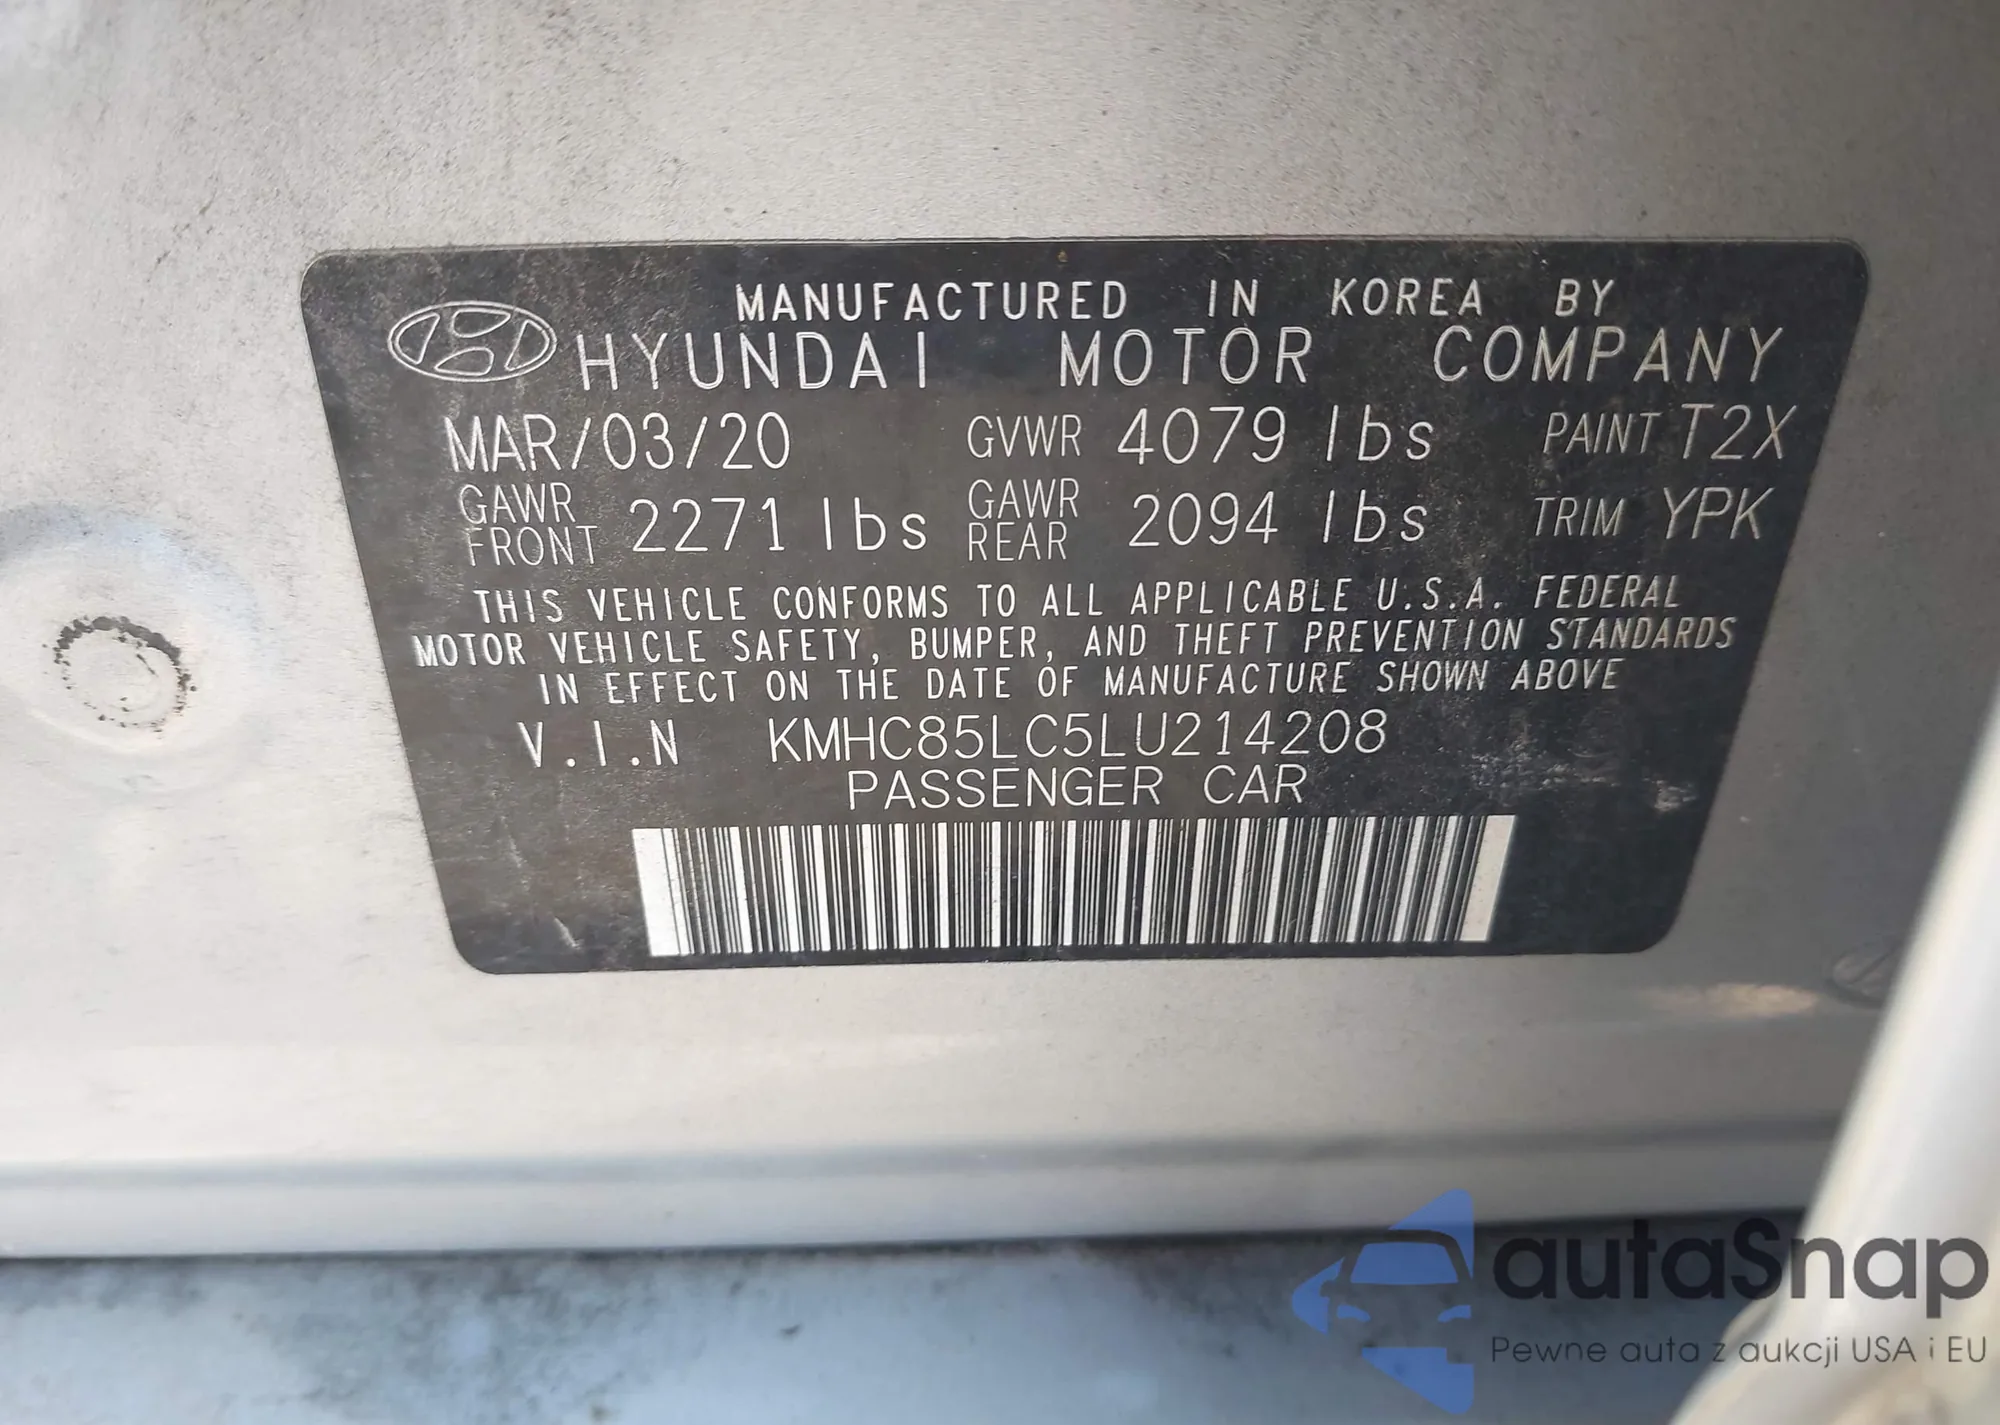 MANUFACTURED IN KOREA BY
HYUNDAI MOTOR COMPANY
MAR/03/20 GVWR 4079 lbs PAINT T2X
GAWR FRONT 2271 lbs GAWR REAR 2094 lbs TRIM YPK
THIS VEHICLE CONFORMS TO ALL APPLICABLE U.S.A. FEDERAL
MOTOR VEHICLE SAFETY, BUMPER, AND THEFT PREVENTION STANDARDS
IN EFFECT ON THE DATE OF MANUFACTURE SHOWN ABOVE
V.I.N KMHC85LC5LU214208
PASSENGER CAR
autaSnap
Pewne auta z aukcji USA i EU